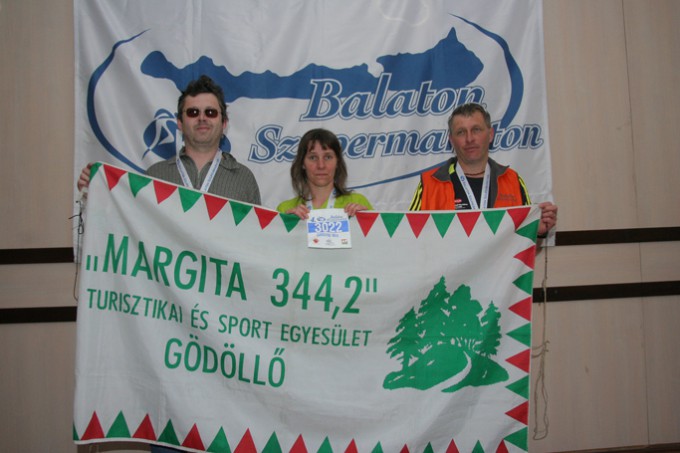 Balaton
Szupermaraton
3022
„MARGITA 344,2"
TURISZTIKAI ÉS SPORT EGYESÜLET
GÖDÖLLŐ